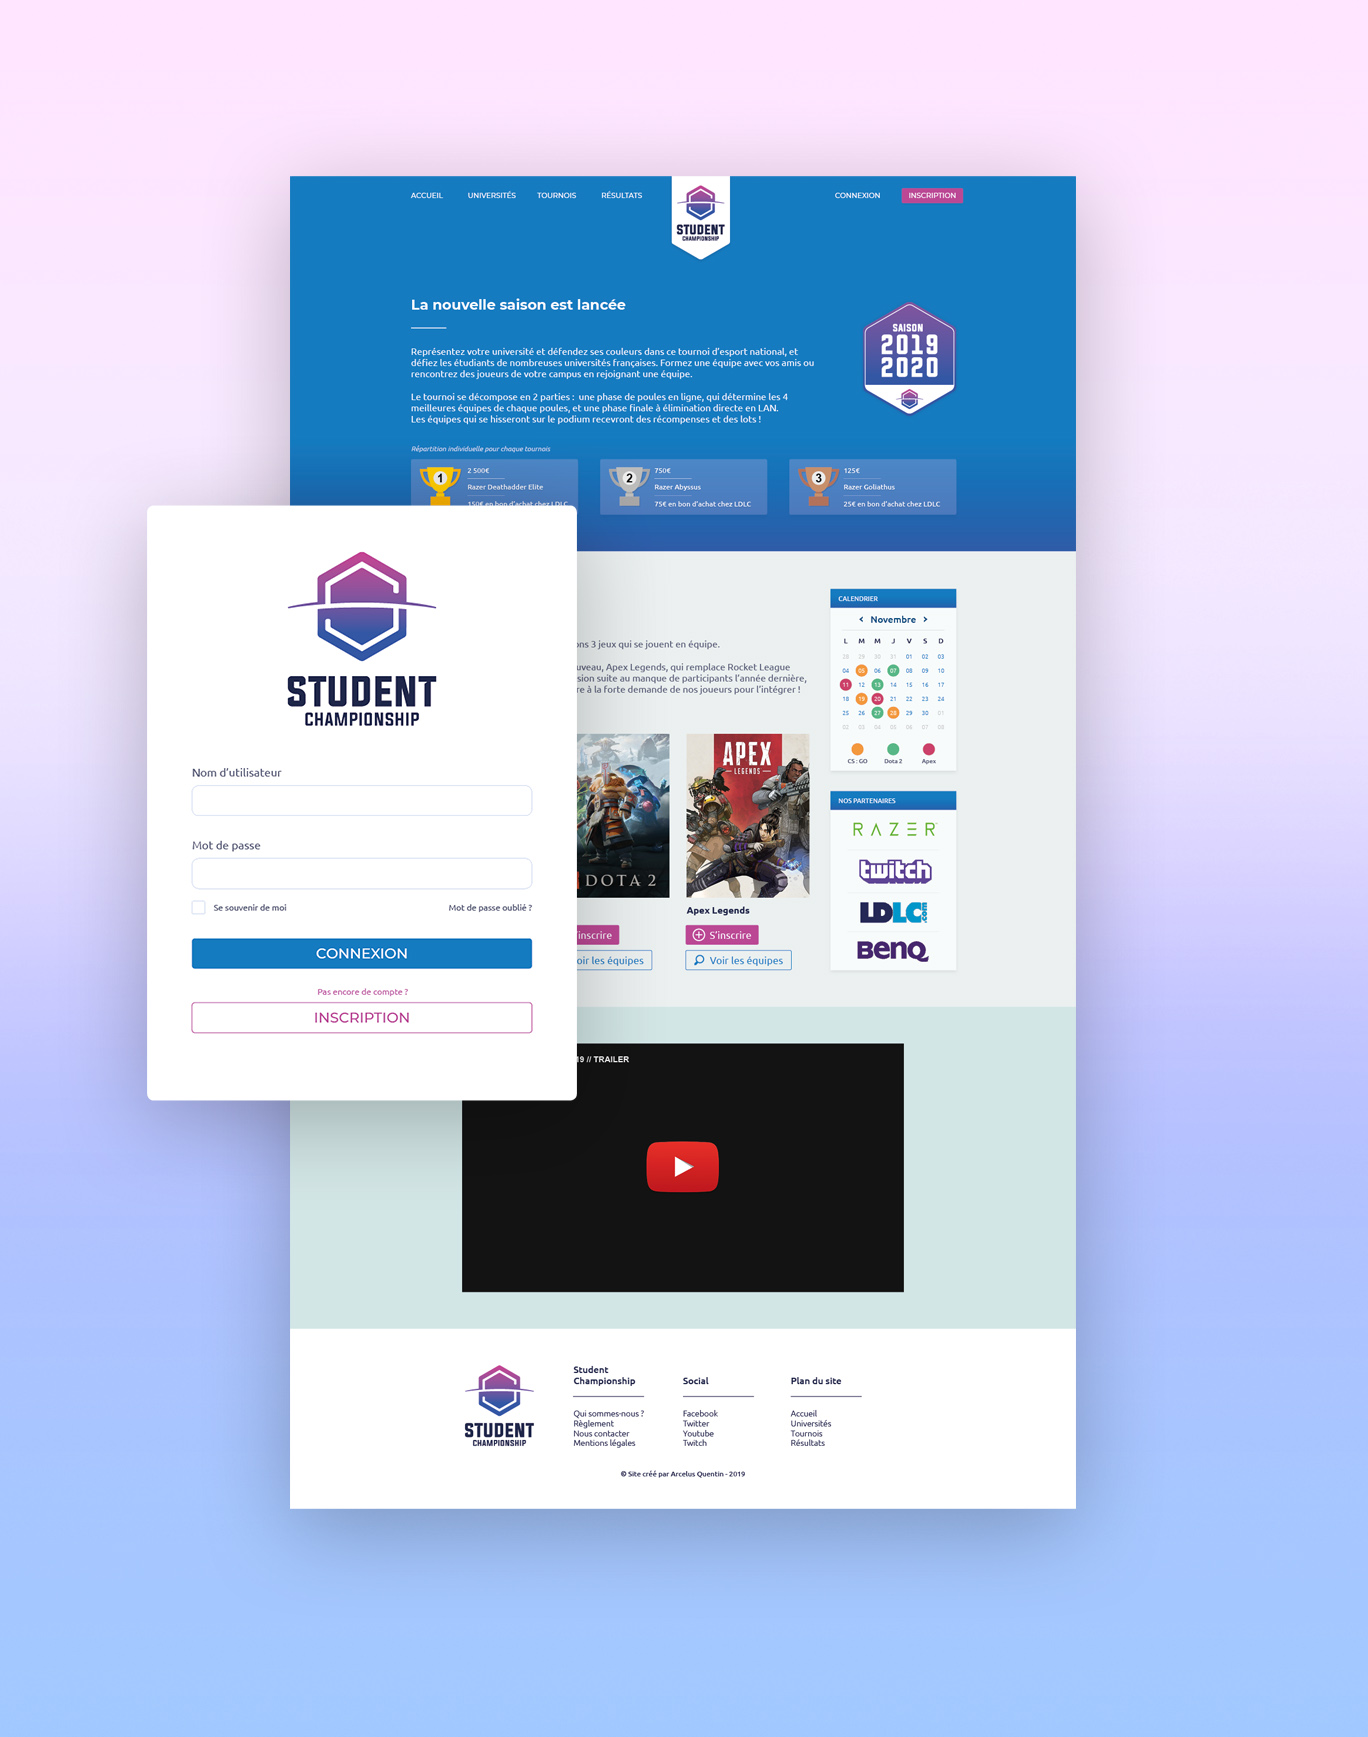 ACCUEIL UNIVERSITÉS TOURNOIS RÉSULTATS
STUDENT
CHAMPIONSHIP
CONNEXION INSCRIPTION
La nouvelle saison est lancée
Représentez votre université et défendez ses couleurs dans ce tournoi d'esport national, et
défiez les étudiants de nombreuses universités françaises. Formez une équipe avec vos amis ou
rencontrez des joueurs de votre campus en rejoignant une équipe.
Le tournoi se décompose en 2 parties : une phase de poules en ligne, qui détermine les 4
meilleures équipes de chaque poules, et une phase finale à élimination directe en LAN.
Les équipes qui se hisseront sur le podium recevront des récompenses et des lots !
SAISON
2019
2020
Répartition individuelle pour chaque tournois
1
2 500€
Razer Deathadder Elite
150€ en bon d'achat chez LDLC
2
750€
Razer Abyssus
75€ en bon d'achat chez LDLC
3
125€
Razer Goliathus
25€ en bon d'achat chez LDLC
STUDENT
CHAMPIONSHIP
Nom d'utilisateur
Mot de passe
Se souvenir de moi
Mot de passe oublié ?
CONNEXION
Pas encore de compte ?
INSCRIPTION
ons 3 jeux qui se jouent en équipe.
uveau, Apex Legends, qui remplace Rocket League
sion suite au manque de participants l'année dernière,
re à la forte demande de nos joueurs pour l'intégrer !
DOTA 2
'inscrire
oir les équipes
APEX
LEGENDS
Apex Legends
S'inscrire
Voir les équipes
CALENDRIER
< Novembre >
L M M J V S D
28 29 30 31 01 02 03
04 05 06 07 08 09 10
11 12 13 14 15 16 17
18 19 20 21 22 23 24
25 26 27 28 29 30 01
02 03 04 05 06 07 08
CS : GO Dota 2 Apex
NOS PARTENAIRES
RAZER
twitch
LDLC.com
BenQ
19 // TRAILER
STUDENT
CHAMPIONSHIP
Student
Championship
Qui sommes-nous ?
Règlement
Nous contacter
Mentions légales
Social
Facebook
Twitter
Youtube
Twitch
Plan du site
Accueil
Universités
Tournois
Résultats
© Site créé par Arcelus Quentin - 2019